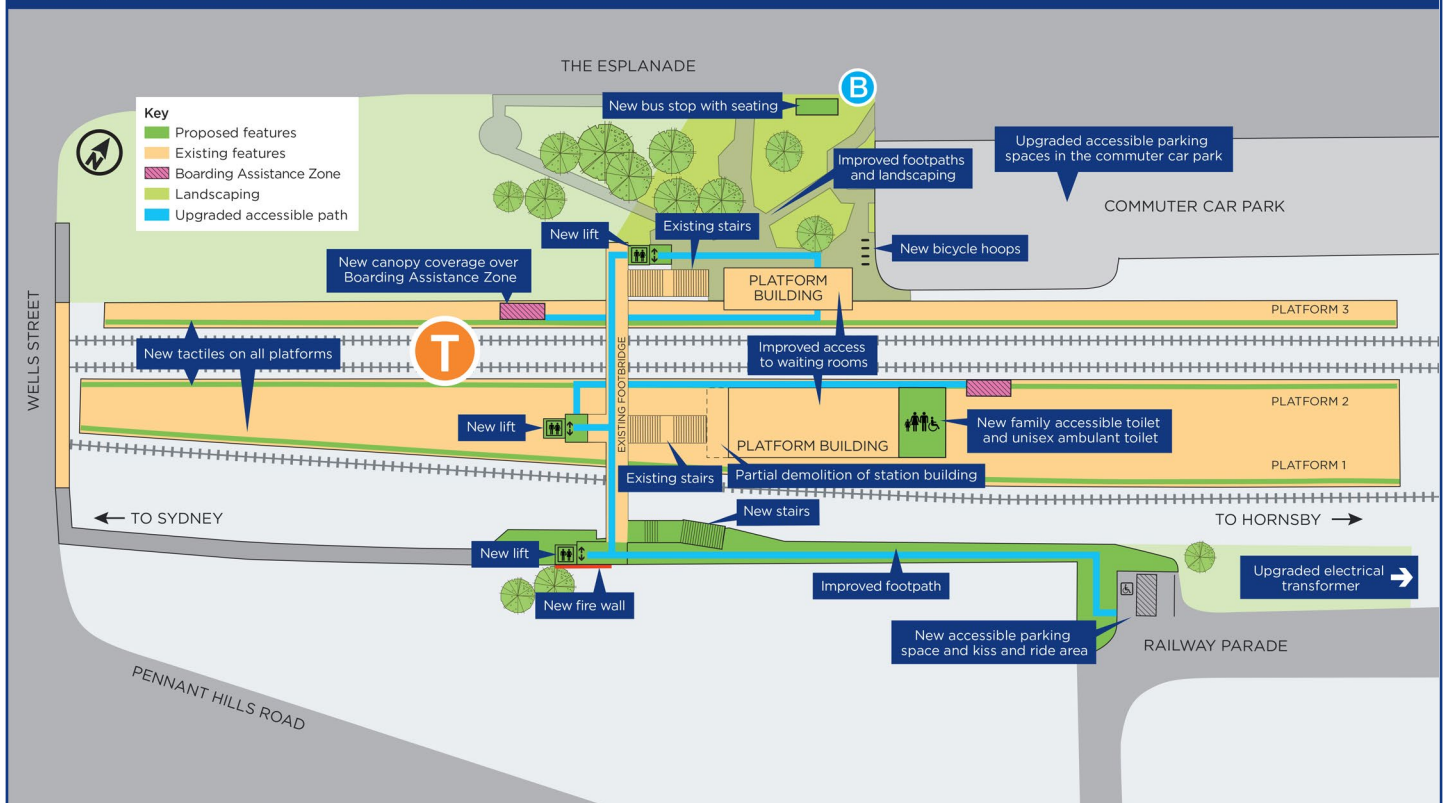 THE ESPLANADE
B
New bus stop with seating
Key
Proposed features
Existing features
Boarding Assistance Zone
Landscaping
Upgraded accessible path
N
Upgraded accessible parking
spaces in the commuter car park
Improved footpaths
and landscaping
COMMUTER CAR PARK
Existing stairs
New lift
New bicycle hoops
New canopy coverage over
Boarding Assistance Zone
PLATFORM
BUILDING
WELLS STREET
PLATFORM 3
T
New tactiles on all platforms
Improved access
to waiting rooms
EXISTING FOOTBRIDGE
PLATFORM 2
New lift
New family accessible toilet
and unisex ambulant toilet
PLATFORM BUILDING
PLATFORM 1
Existing stairs
Partial demolition of station building
New stairs
← TO SYDNEY
TO HORNSBY →
New lift
Improved footpath
Upgraded electrical
transformer
New fire wall
New accessible parking
space and kiss and ride area
RAILWAY PARADE
PENNANT HILLS ROAD